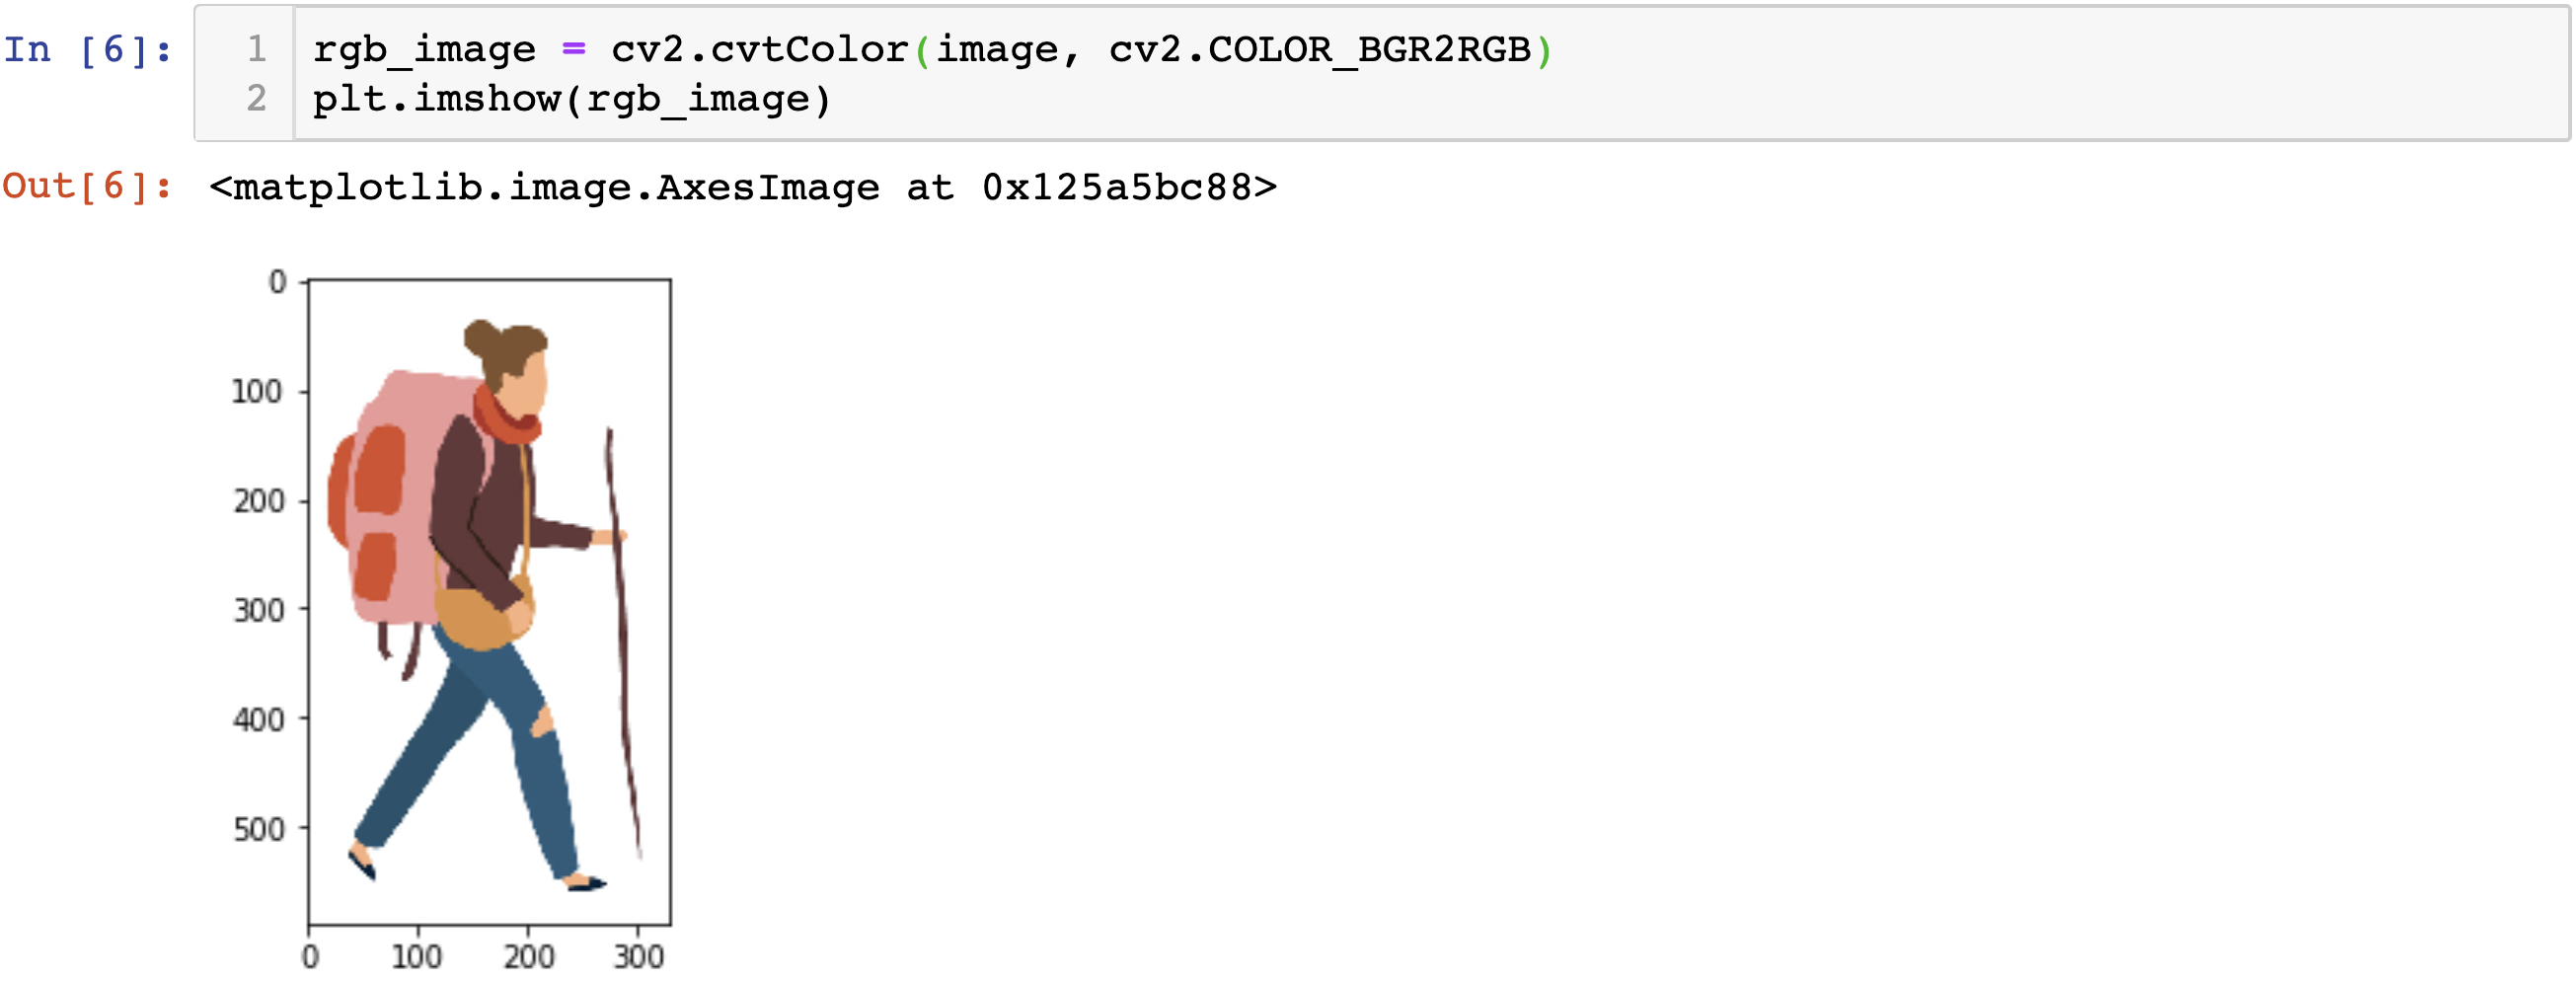 In [6]:
1 rgb_image = cv2.cvtColor(image, cv2.COLOR_BGR2RGB)
2 plt.imshow(rgb_image)
Out[6]: <matplotlib.image.AxesImage at 0x125a5bc88>
0
100
200
300
400
500
0 100 200 300